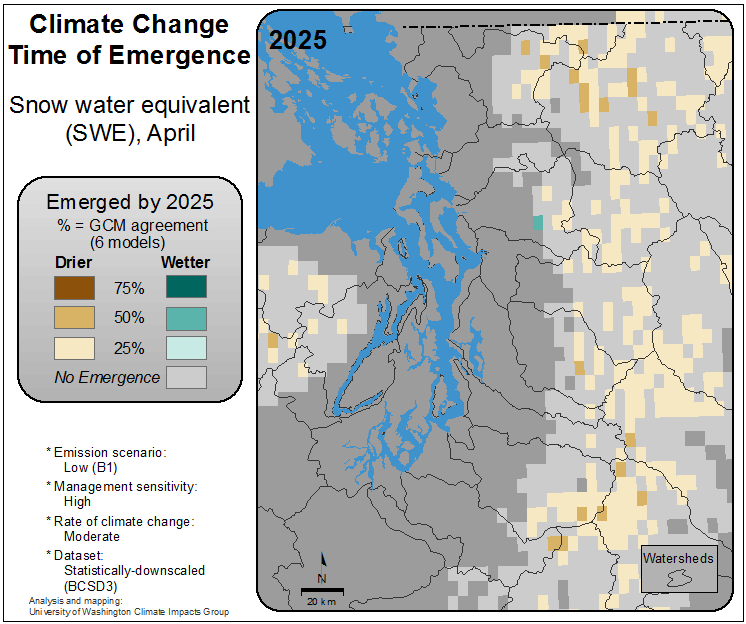 Climate Change
Time of Emergence
Snow water equivalent
(SWE), April
Emerged by 2025
% = GCM agreement
(6 models)
Drier Wetter
75%
50%
25%
No Emergence
* Emission scenario:
Low (B1)
* Management sensitivity:
High
* Rate of climate change:
Moderate
* Dataset:
Statistically-downscaled
(BCSD3)
Analysis and mapping:
University of Washington Climate Impacts Group
2025
N
20 km
Watersheds